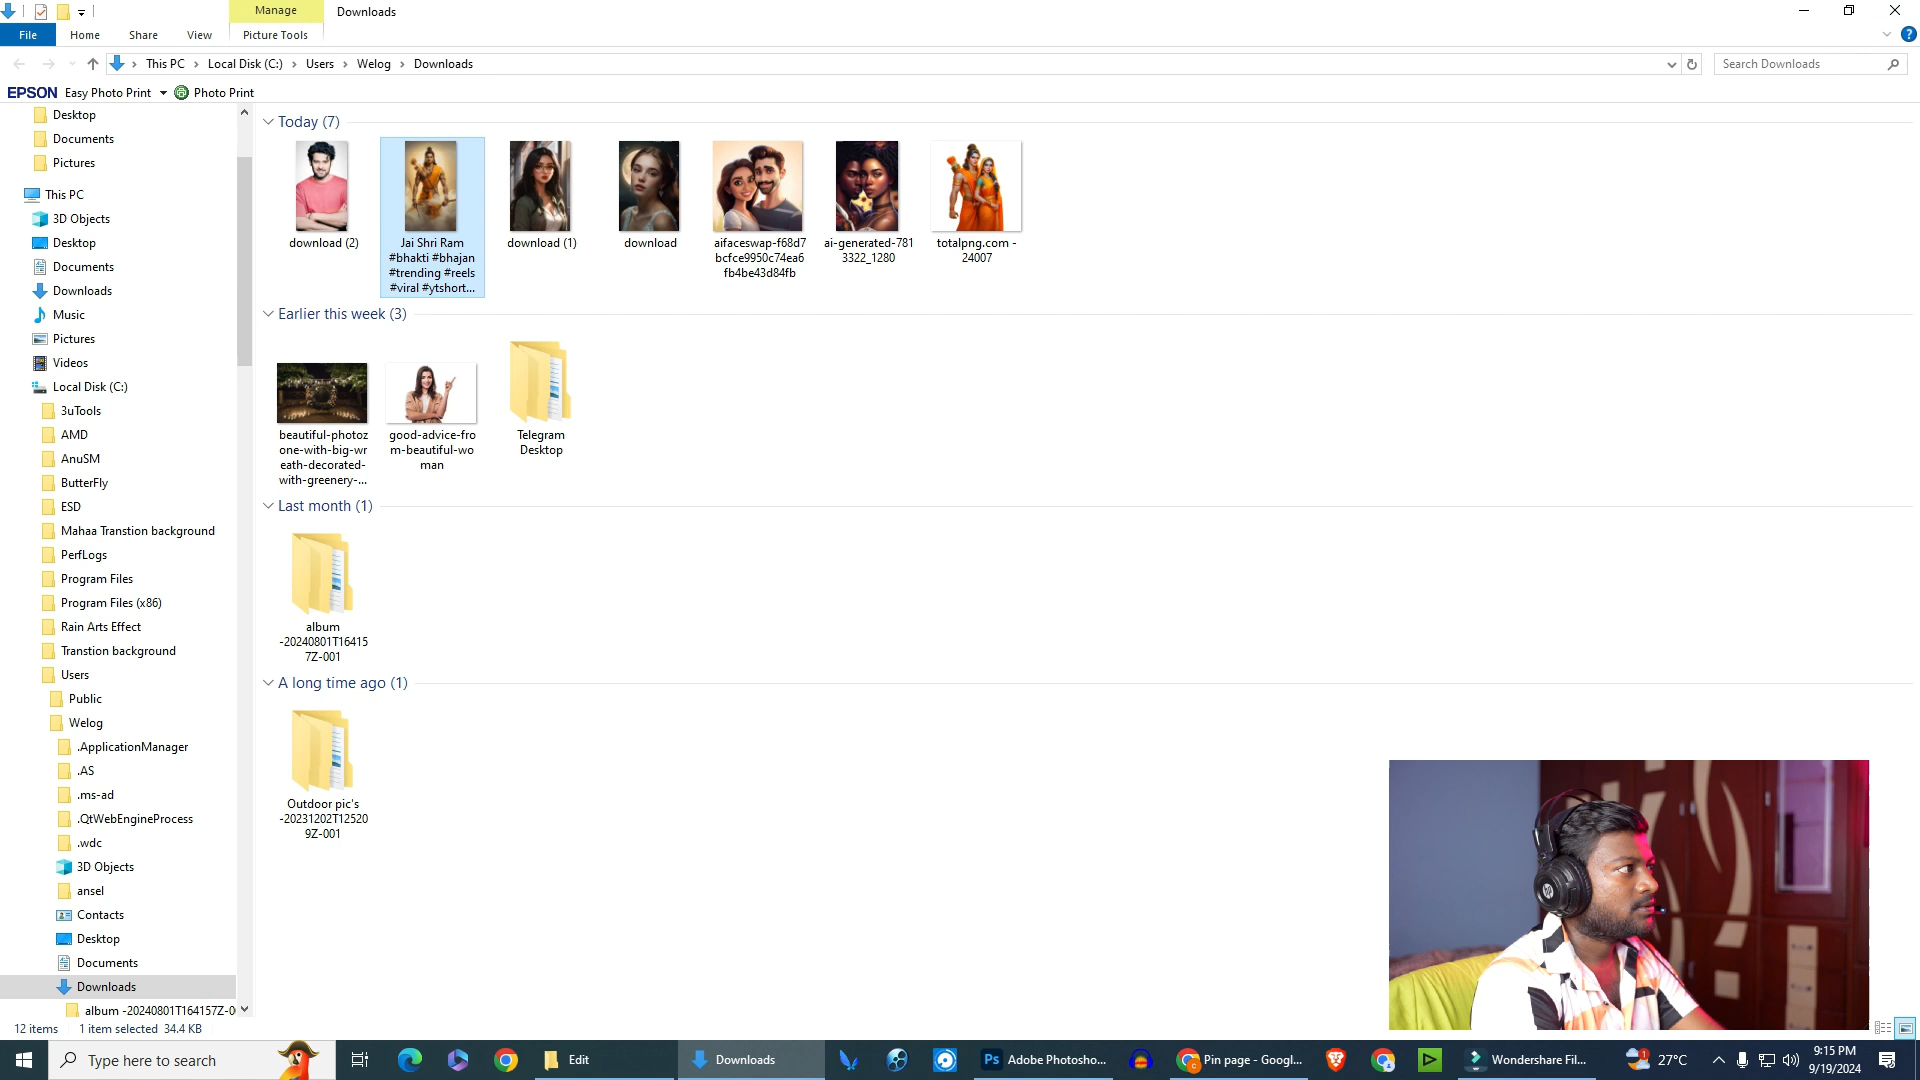 Manage
Downloads
File
Home
Share
View
Picture Tools
This PC
Local Disk (C:)
Users
Welog
Downloads
Search Downloads
EPSON Easy Photo Print
Photo Print
Desktop
Documents
Pictures
This PC
3D Objects
Desktop
Documents
Downloads
Music
Pictures
Videos
Local Disk (C:)
3uTools
AMD
AnuSM
ButterFly
ESD
Mahaa Transtion background
PerfLogs
Program Files
Program Files (x86)
Rain Arts Effect
Transtion background
Users
Public
Welog
.ApplicationManager
.AS
.ms-ad
.QtWebEngineProcess
.wdc
3D Objects
ansel
Contacts
Desktop
Documents
Downloads
album -20240801T164157Z-0
Today (7)
download (2)
Jai Shri Ram
#bhakti #bhajan
#trending #reels
#viral #ytshort...
download (1)
download
aifaceswap-f68d7
bcfce9950c74ea6
fb4be43d84fb
ai-generated-781
3322_1280
totalpng.com -
24007
Earlier this week (3)
beautiful-photoz
one-with-big-wr
eath-decorated-
with-greenery-...
good-advice-fro
m-beautiful-wo
man
Telegram
Desktop
Last month (1)
album
-20240801T16415
7Z-001
A long time ago (1)
Outdoor pic's
-20231202T12520
9Z-001
12 items
1 item selected 34.4 KB
Type here to search
Edit
Downloads
Ps
Adobe Photosho...
Pin page - Googl...
Wondershare Fil...
27°C
9:15 PM
9/19/2024